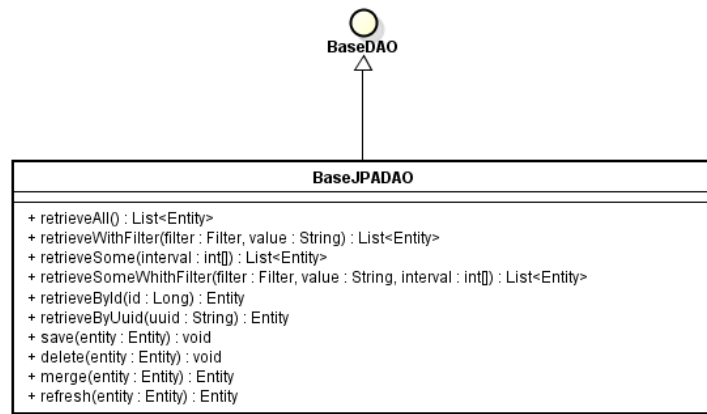 BaseDAO
BaseJPADAO
+ retrieveAll() : List<Entity>
+ retrieveWithFilter(filter : Filter, value : String) : List<Entity>
+ retrieveSome(interval : int[]) : List<Entity>
+ retrieveSomeWhithFilter(filter : Filter, value : String, interval : int[]) : List<Entity>
+ retrieveById(id : Long) : Entity
+ retrieveByUuid(uuid : String) : Entity
+ save(entity : Entity) : void
+ delete(entity : Entity) : void
+ merge(entity : Entity) : Entity
+ refresh(entity : Entity) : Entity